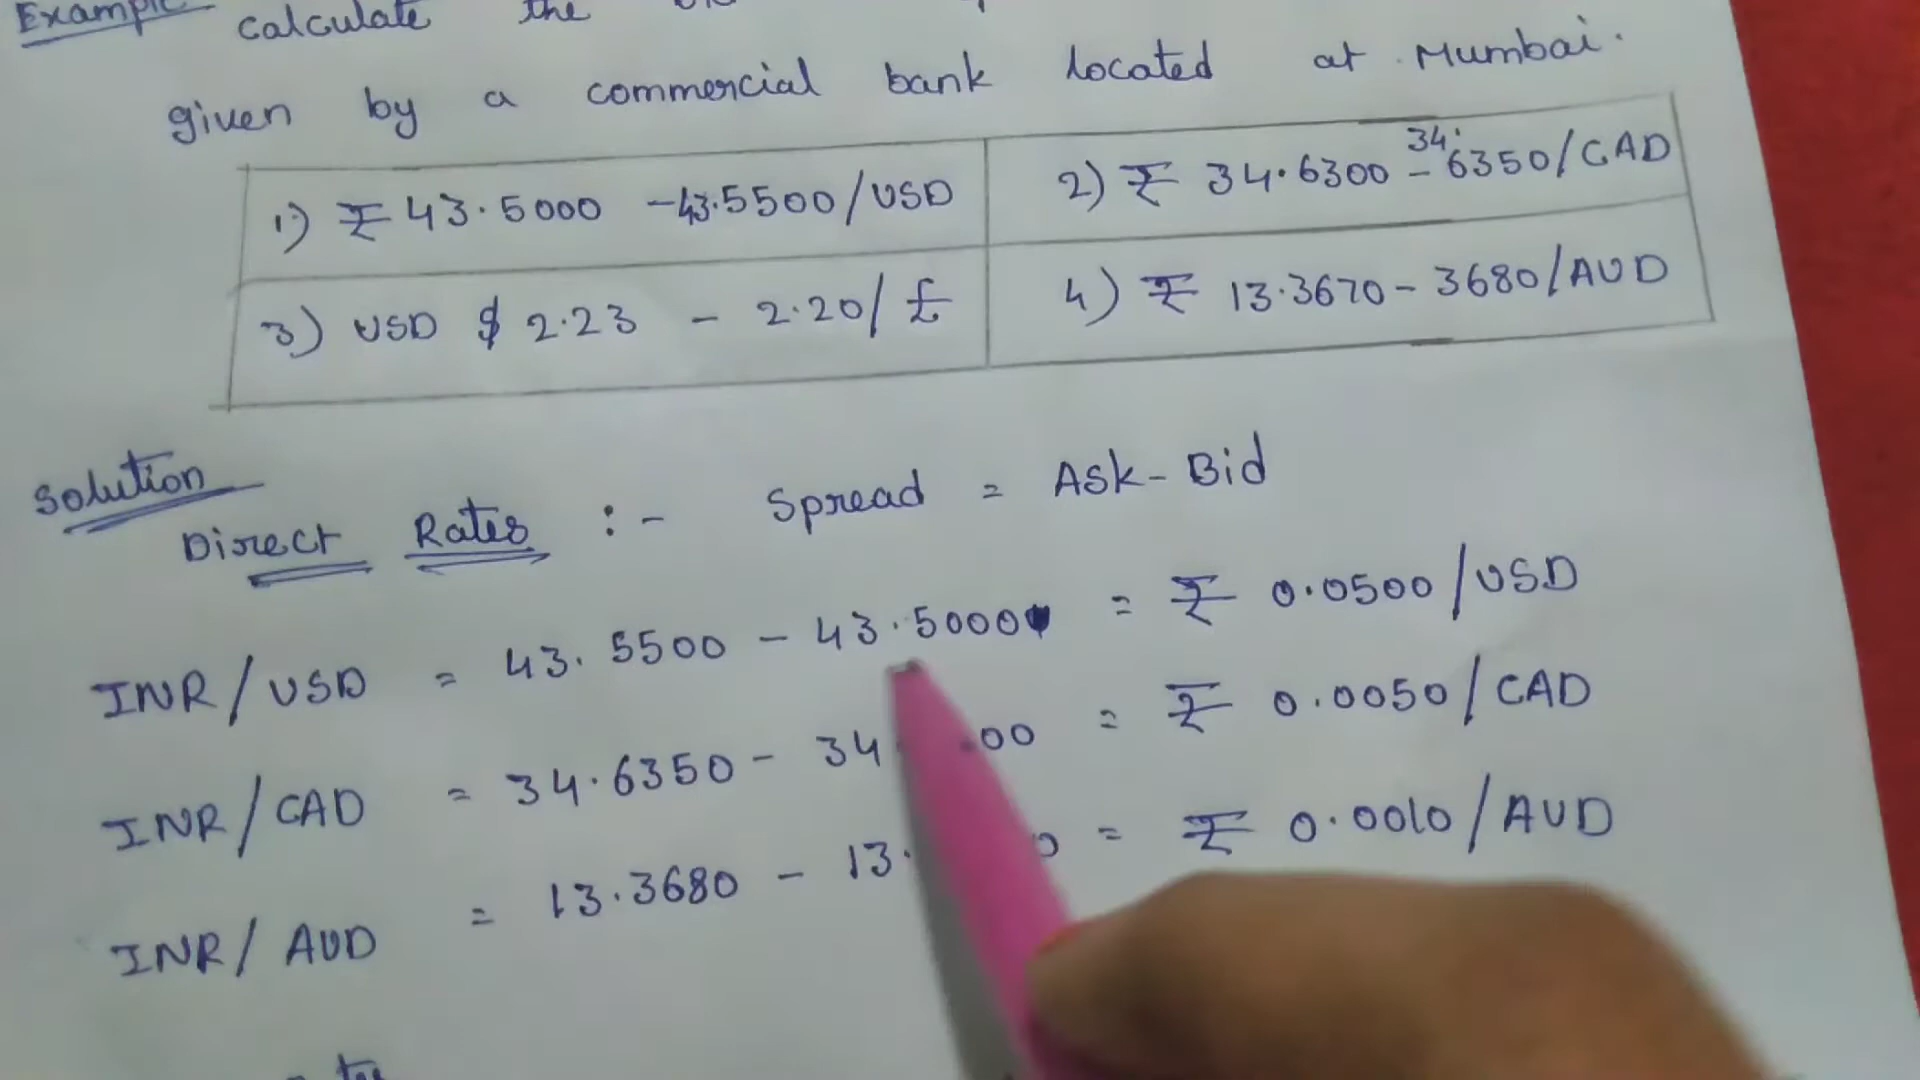 Example calculate the
given by a commercial bank located at Mumbai.
1) ₹ 43.5000 - 43.5500/USD
2) ₹ 34.6300 - 34.6350/CAD
3) USD $ 2.23 - 2.20/£
4) ₹ 13.3670 - 3680/AUD
Solution
Direct Rates :- Spread = Ask - Bid
INR/USD = 43.5500 - 43.5000 = ₹ 0.0500/USD
INR/CAD = 34.6350 - 34 00 = ₹ 0.0050/CAD
INR/AUD = 13.3680 - 13. 0 = ₹ 0.0010/AUD